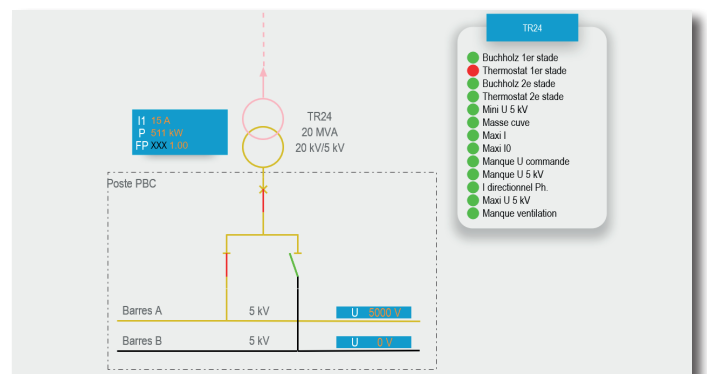 TR24
Buchholz 1er stade
Thermostat 1er stade
Buchholz 2e stade
Thermostat 2e stade
Mini U 5 kV
Masse cuve
Maxi I
Maxi I0
Manque U commande
Manque U 5 kV
I directionnel Ph.
Maxi U 5 kV
Manque ventilation
I1 15 A
P 511 kW
FP XXX 1.00
TR24
20 MVA
20 kV/5 kV
Poste PBC
Barres A 5 kV U 5000 V
Barres B 5 kV U 0 V